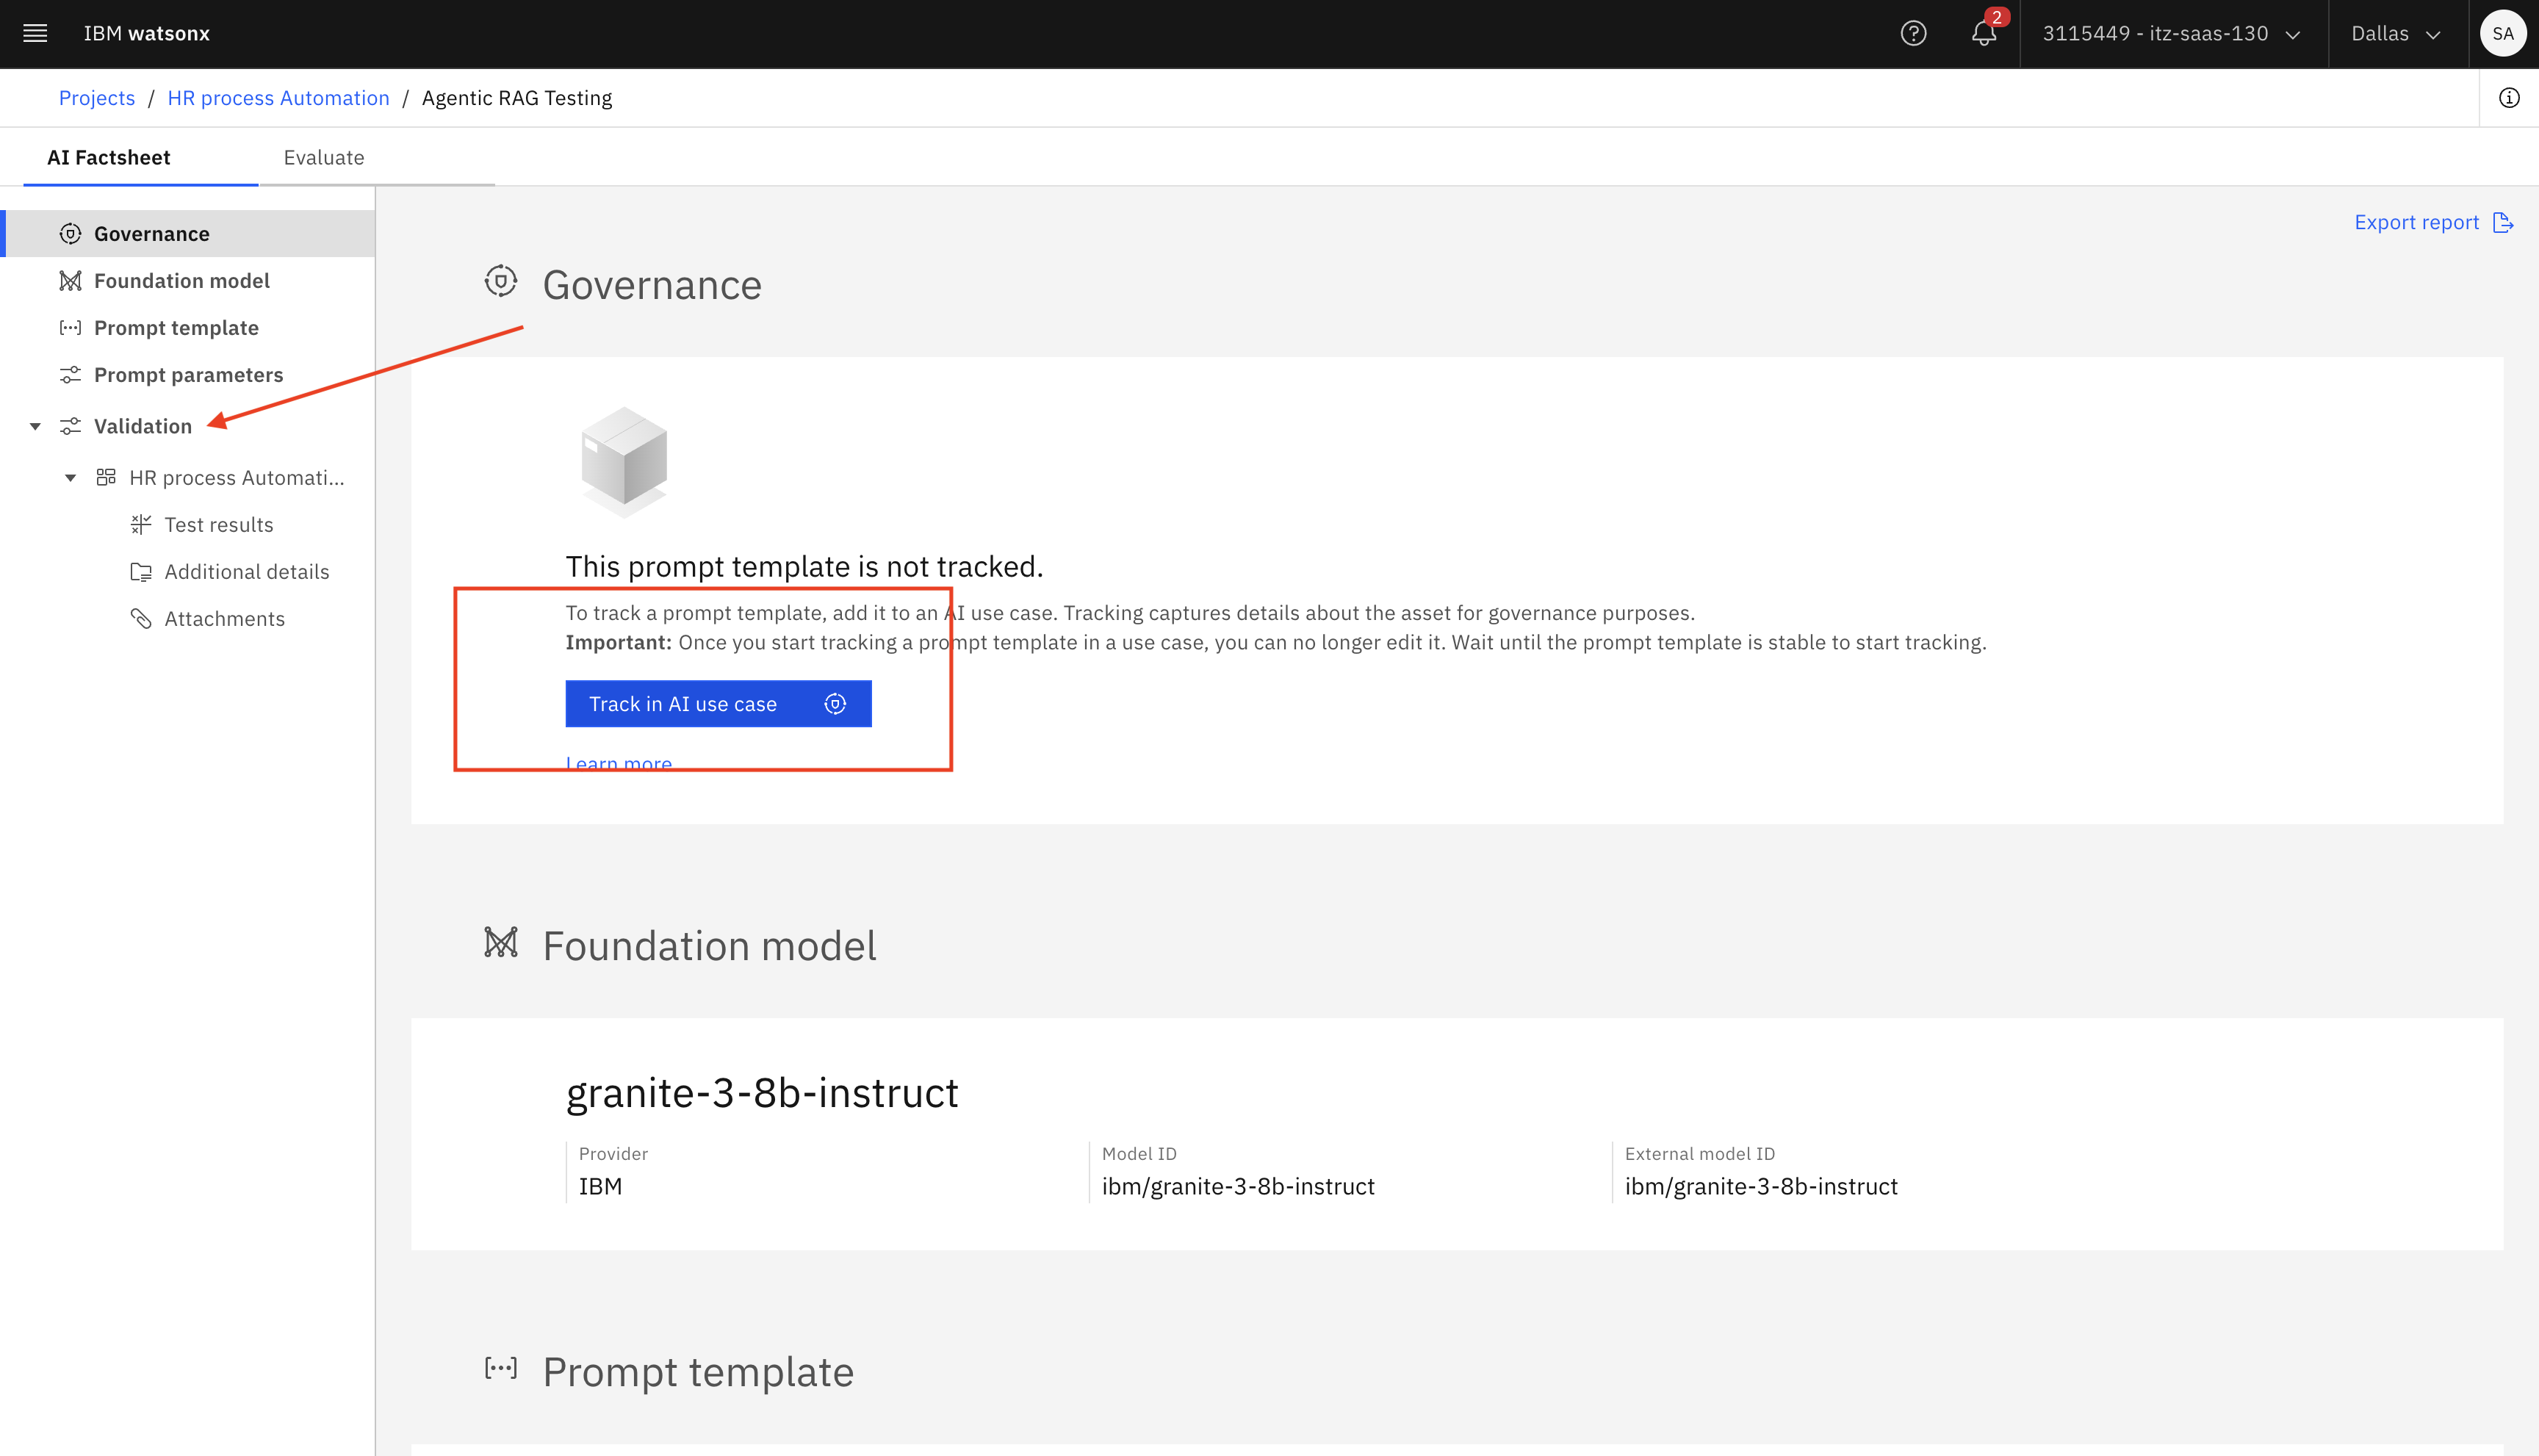 IBM watsonx
2
3115449 - itz-saas-130
Dallas
SA
Projects / HR process Automation / Agentic RAG Testing
AI Factsheet
Evaluate
Governance
Foundation model
Prompt template
Prompt parameters
Validation
HR process Automati...
Test results
Additional details
Attachments
Export report
Governance
This prompt template is not tracked.
To track a prompt template, add it to an AI use case. Tracking captures details about the asset for governance purposes.
Important: Once you start tracking a prompt template in a use case, you can no longer edit it. Wait until the prompt template is stable to start tracking.
Track in AI use case
Learn more
Foundation model
granite-3-8b-instruct
Provider
IBM
Model ID
ibm/granite-3-8b-instruct
External model ID
ibm/granite-3-8b-instruct
Prompt template